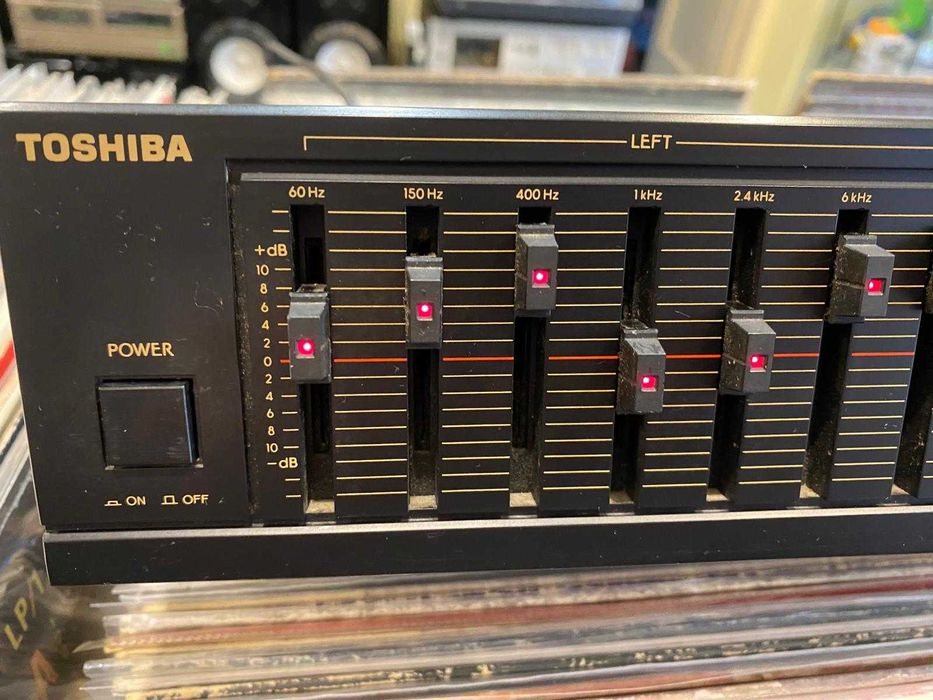 TOSHIBA
LEFT
60 Hz 150 Hz 400 Hz 1 kHz 2.4 kHz 6 kHz
+dB
10
8
6
4
2
0
2
4
6
8
10
−dB
POWER
ON OFF
LP/